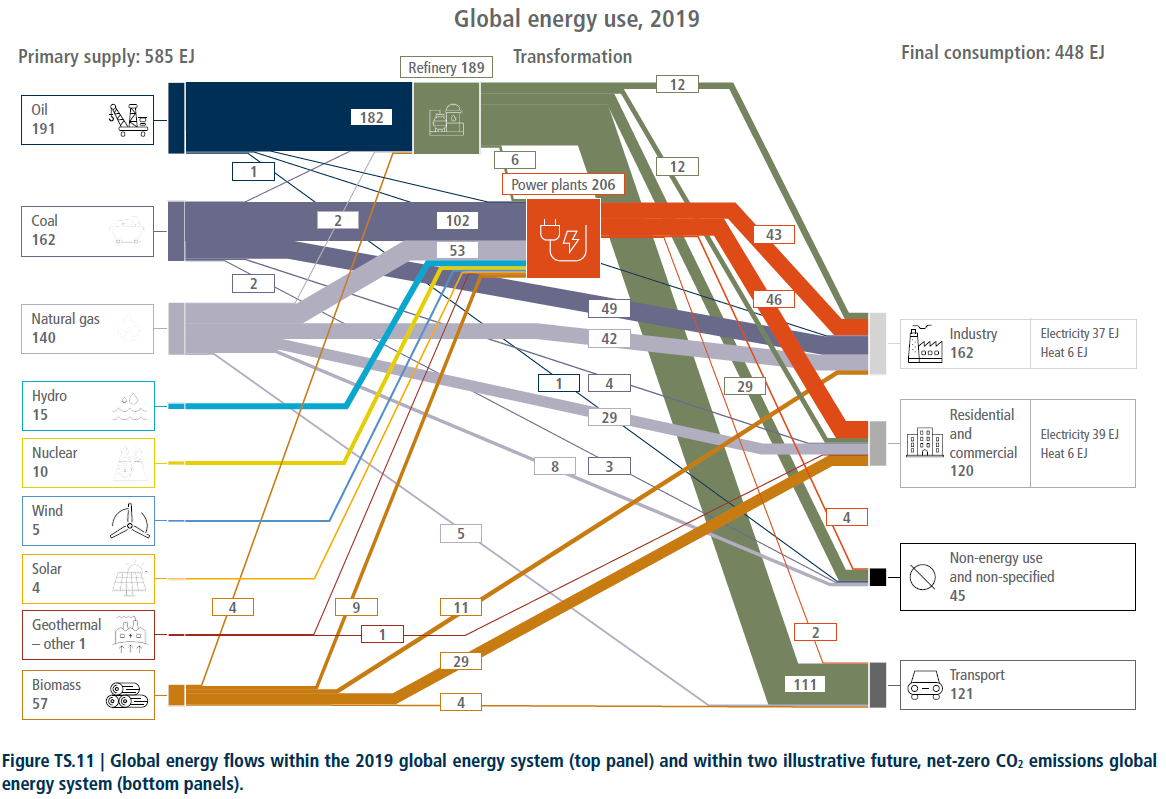 Global energy use, 2019
Primary supply: 585 EJ
Transformation
Final consumption: 448 EJ
Refinery 189
Oil
191
182
12
1
6
12
Power plants 206
Coal
162
2
102
43
53
2
46
49
Natural gas
140
42
Industry
162
Electricity 37 EJ
Heat 6 EJ
Hydro
15
1
4
29
29
Residential
and
commercial
120
Electricity 39 EJ
Heat 6 EJ
Nuclear
10
8
3
Wind
5
4
5
Solar
4
Non-energy use
and non-specified
45
4
9
11
Geothermal
– other 1
1
2
29
Biomass
57
4
111
Transport
121
Figure TS.11 | Global energy flows within the 2019 global energy system (top panel) and within two illustrative future, net-zero CO₂ emissions global
energy system (bottom panels).